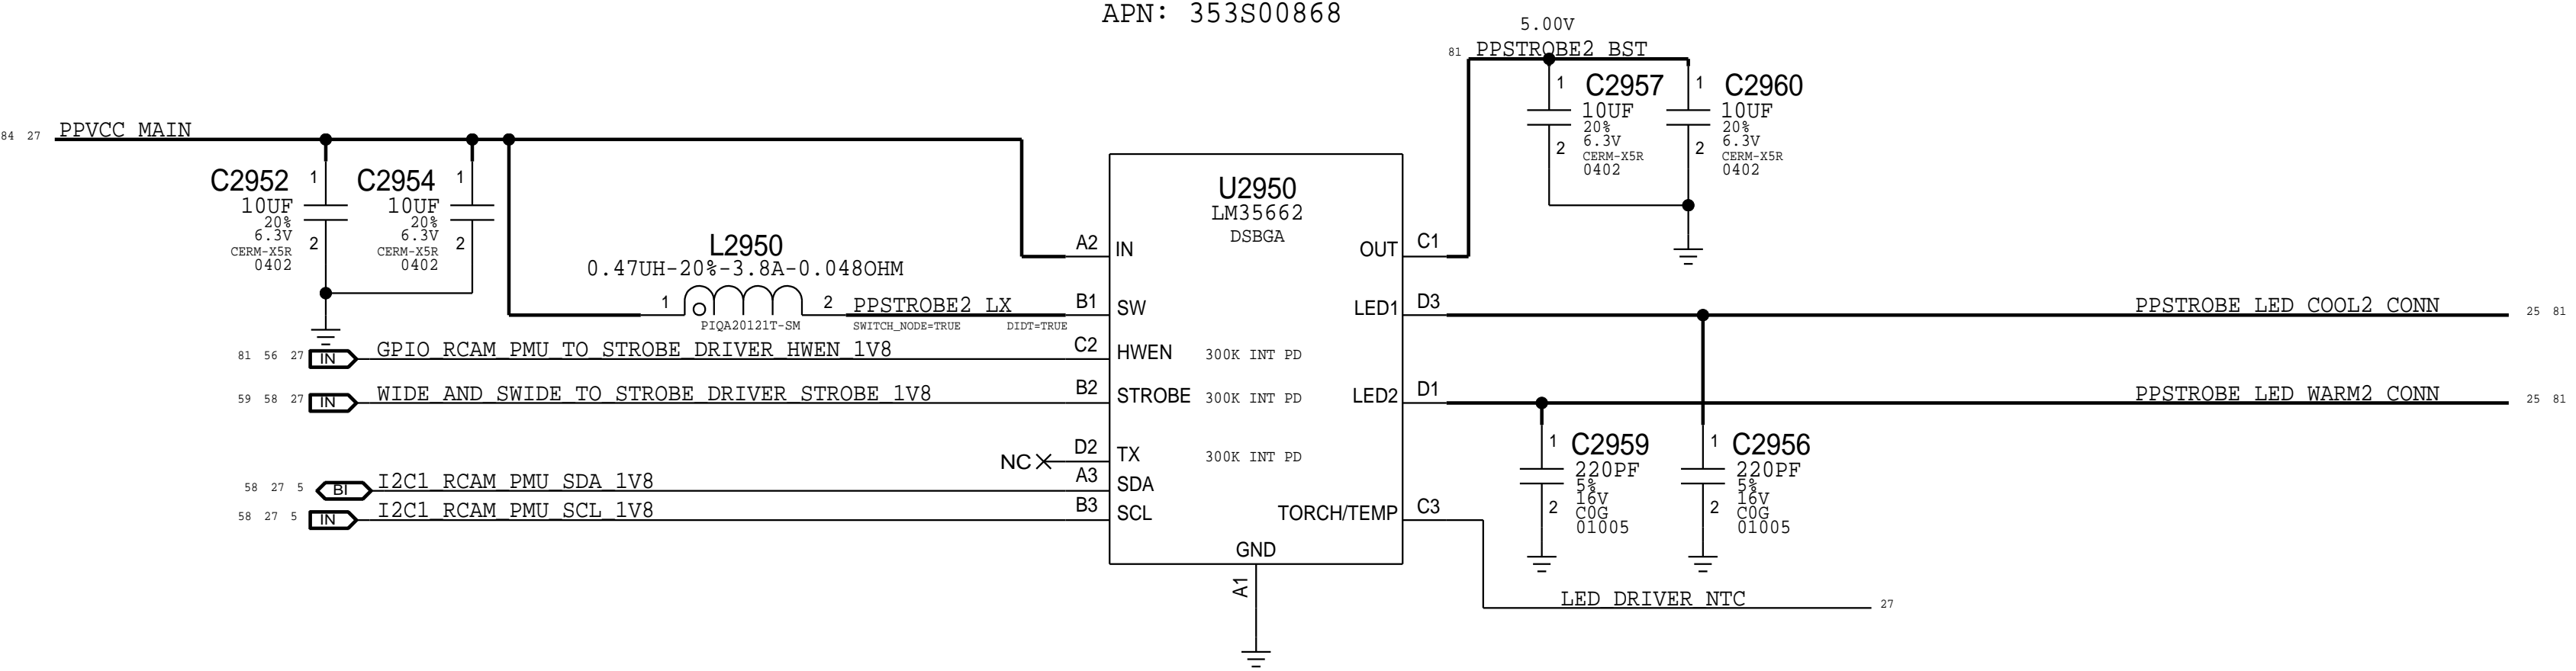 APN: 353S00868
5.00V
81 PPSTROBE2_BST
84 27 PPVCC_MAIN
C2952
1
10UF
20%
6.3V
2
CERM-X5R
0402
C2954
1
10UF
20%
6.3V
2
CERM-X5R
0402
L2950
0.47UH-20%-3.8A-0.048OHM
1
2
PPSTROBE2_LX
PIQA20121T-SM
SWITCH_NODE=TRUE
DIDT=TRUE
81 56 27 IN GPIO_RCAM_PMU_TO_STROBE_DRIVER_HWEN_1V8
59 58 27 IN WIDE_AND_SWIDE_TO_STROBE_DRIVER_STROBE_1V8
NC
58 27 5 BI I2C1_RCAM_PMU_SDA_1V8
58 27 5 IN I2C1_RCAM_PMU_SCL_1V8
U2950
LM35662
DSBGA
A2 IN
B1 SW
C2 HWEN 300K INT PD
B2 STROBE 300K INT PD
D2 TX 300K INT PD
A3 SDA
B3 SCL
OUT C1
LED1 D3
LED2 D1
TORCH/TEMP C3
GND
A1
1
C2957
10UF
20%
6.3V
2
CERM-X5R
0402
1
C2960
10UF
20%
6.3V
2
CERM-X5R
0402
PPSTROBE_LED_COOL2_CONN 25 81
PPSTROBE_LED_WARM2_CONN 25 81
1
C2959
220PF
5%
16V
2
C0G
01005
1
C2956
220PF
5%
16V
2
C0G
01005
LED_DRIVER_NTC 27